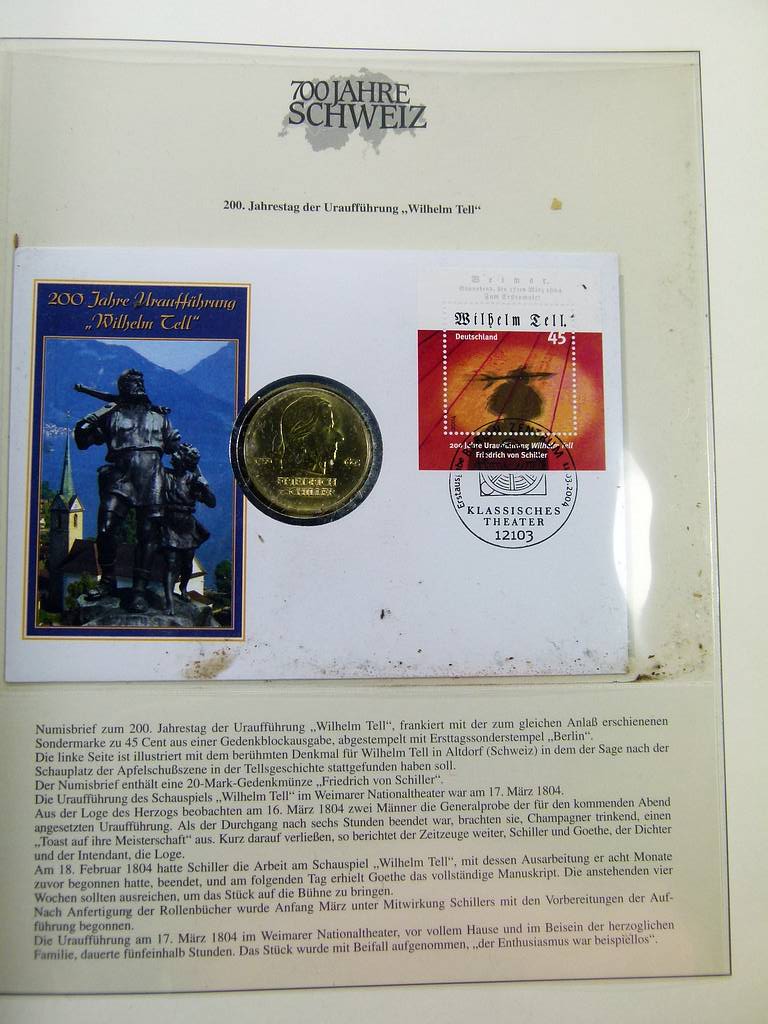 700 JAHRE
SCHWEIZ
200. Jahrestag der Uraufführung „Wilhelm Tell“
200 Jahre Uraufführung
„Wilhelm Tell“
FRIEDRICH
v. SCHILLER
Weimar.
Zum Erstenmale:
Wilhelm Tell.
Deutschland
45
200 Jahre Uraufführung Wilhelm Tell
Friedrich von Schiller
KLASSISCHES
THEATER
12103
Numisbrief zum 200. Jahrestag der Uraufführung „Wilhelm Tell“, frankiert mit der zum gleichen Anlaß erschienenen
Sondermarke zu 45 Cent aus einer Gedenkblockausgabe, abgestempelt mit Ersttagssonderstempel „Berlin“.
Die linke Seite ist illustriert mit dem berühmten Denkmal für Wilhelm Tell in Altdorf (Schweiz) in dem der Sage nach der
Schauplatz der Apfelschußszene in der Tellsgeschichte stattgefunden haben soll.
Der Numisbrief enthält eine 20-Mark-Gedenkmünze „Friedrich von Schiller“.
Die Uraufführung des Schauspiels „Wilhelm Tell“ im Weimarer Nationaltheater war am 17. März 1804.
Aus der Loge des Herzogs beobachten am 16. März 1804 zwei Männer die Generalprobe der für den kommenden Abend
angesetzten Uraufführung. Als der Durchgang nach sechs Stunden beendet war, brachten sie, Champagner trinkend, einen
„Toast auf ihre Meisterschaft“ aus. Kurz darauf verließen, so berichtet der Zeitzeuge weiter, Schiller und Goethe, der Dichter
und der Intendant, die Loge.
Am 18. Februar 1804 hatte Schiller die Arbeit am Schauspiel „Wilhelm Tell“, mit dessen Ausarbeitung er acht Monate
zuvor begonnen hatte, beendet, und am folgenden Tag erhielt Goethe das vollständige Manuskript. Die anstehenden vier
Wochen sollten ausreichen, um das Stück auf die Bühne zu bringen.
Nach Anfertigung der Rollenbücher wurde Anfang März unter Mitwirkung Schillers mit den Vorbereitungen der Auf-
führung begonnen.
Die Uraufführung am 17. März 1804 im Weimarer Nationaltheater, vor vollem Hause und im Beisein der herzoglichen
Familie, dauerte fünfeinhalb Stunden. Das Stück wurde mit Beifall aufgenommen, „der Enthusiasmus war beispiellos“.